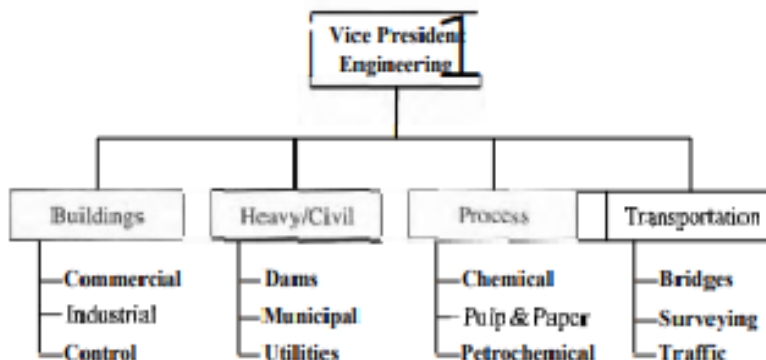 Vice President
Engineering
Buildings
Heavy/Civil
Process
Transportation
Commercial
Industrial
Control
Dams
Municipal
Utilities
Chemical
Pulp & Paper
Petrochemical
Bridges
Surveying
Traffic